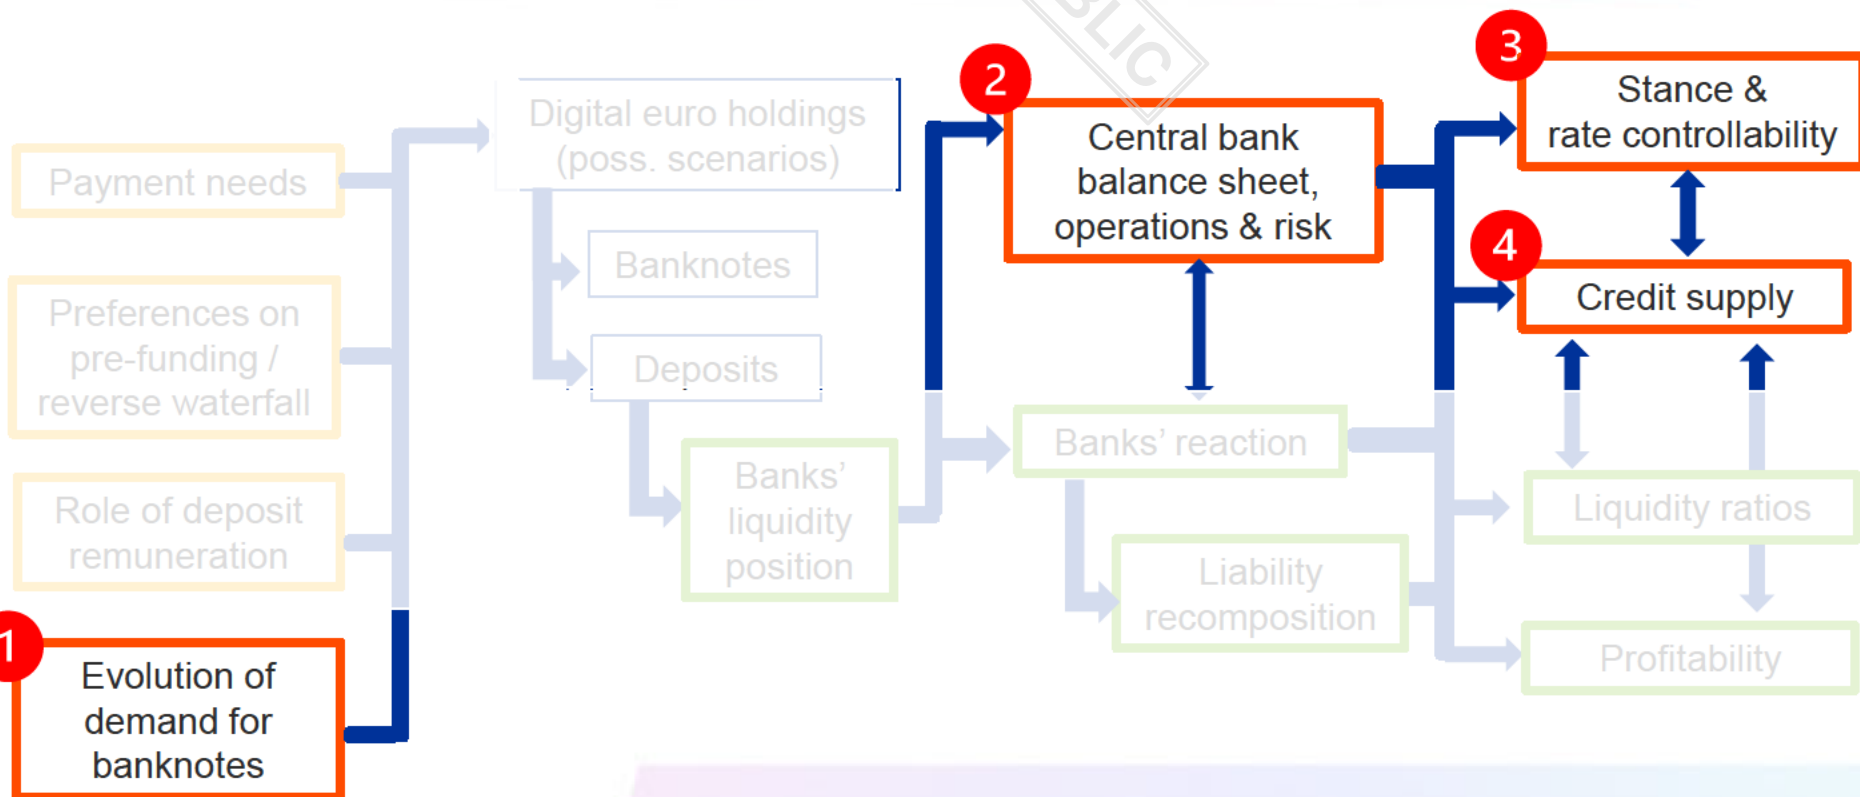 BLIC
Payment needs
Preferences on
pre-funding /
reverse waterfall
Role of deposit
remuneration
1
Evolution of
demand for
banknotes
Digital euro holdings
(poss. scenarios)
Banknotes
Deposits
Banks’
liquidity
position
2
Central bank
balance sheet,
operations & risk
Banks’ reaction
Liability
recomposition
3
Stance &
rate controllability
4
Credit supply
Liquidity ratios
Profitability